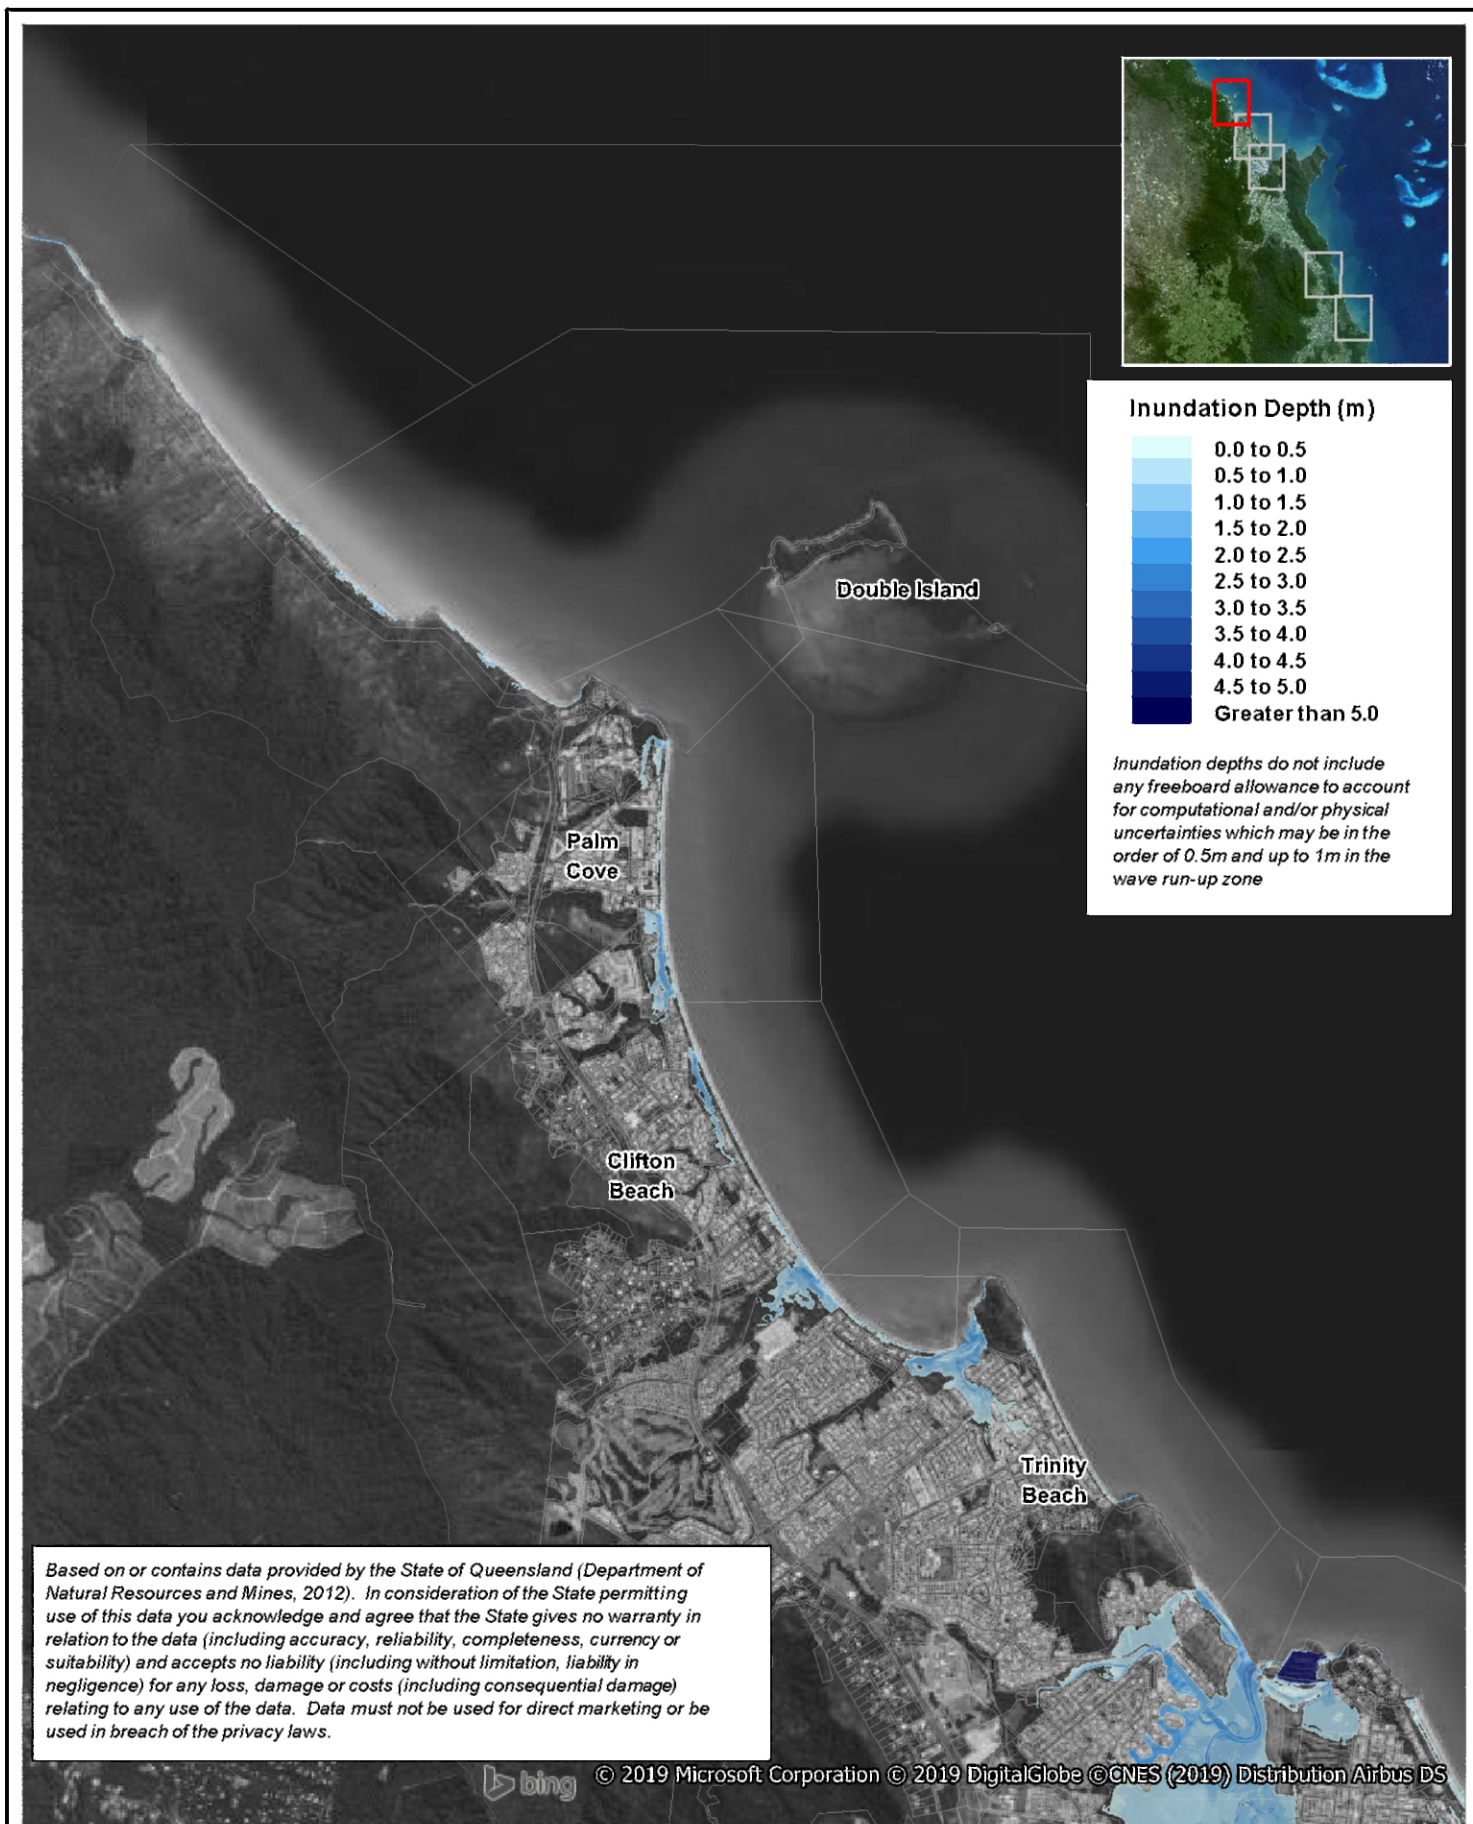 Inundation Depth (m)
0.0 to 0.5
0.5 to 1.0
1.0 to 1.5
1.5 to 2.0
2.0 to 2.5
2.5 to 3.0
3.0 to 3.5
3.5 to 4.0
4.0 to 4.5
4.5 to 5.0
Greater than 5.0
Inundation depths do not include
any freeboard allowance to account
for computational and/or physical
uncertainties which may be in the
order of 0.5m and up to 1m in the
wave run-up zone
Double Island
Palm
Cove
Clifton
Beach
Trinity
Beach
Based on or contains data provided by the State of Queensland (Department of
Natural Resources and Mines, 2012). In consideration of the State permitting
use of this data you acknowledge and agree that the State gives no warranty in
relation to the data (including accuracy, reliability, completeness, currency or
suitability) and accepts no liability (including without limitation, liability in
negligence) for any loss, damage or costs (including consequential damage)
relating to any use of the data. Data must not be used for direct marketing or be
used in breach of the privacy laws.
bing
© 2019 Microsoft Corporation © 2019 DigitalGlobe ©CNES (2019) Distribution Airbus DS